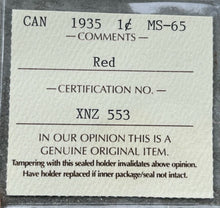 CAN 1935 1¢ MS-65
—COMMENTS—
Red
—CERTIFICATION NO.—
XNZ 553
IN OUR OPINION THIS IS A
GENUINE ORIGINAL ITEM.
Tampering with this sealed holder invalidates above opinion.
Have holder replaced if inner package/seal not intact.